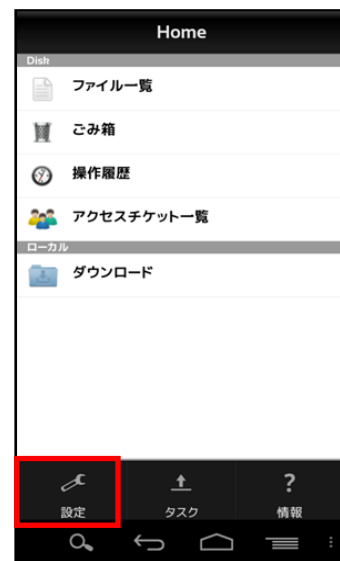 Home
Disk
ファイル一覧
ごみ箱
操作履歴
アクセスチケット一覧
ローカル
ダウンロード
設定
タスク
?
情報